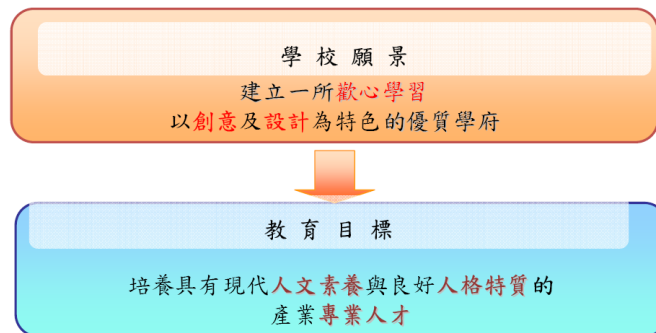 學校願景
建立一所歡心學習
以創意及設計為特色的優質學府
教育目標
培養具有現代人文素養與良好人格特質的
產業專業人才